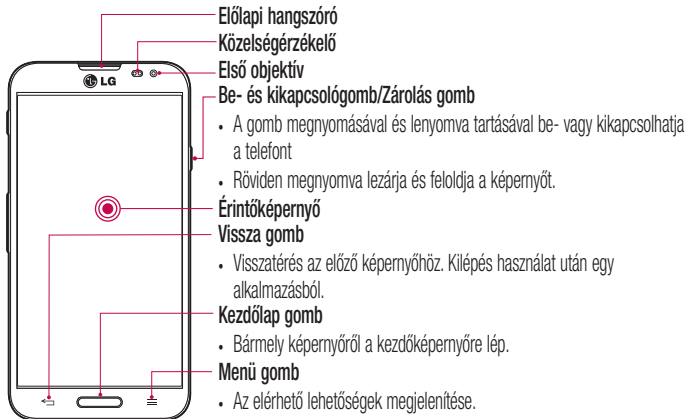 Előlapi hangszóró
Közelségérzékelő
Első objektív
Be- és kikapcsológomb/Zárolás gomb
• A gomb megnyomásával és lenyomva tartásával be- vagy kikapcsolhatja
a telefont
• Röviden megnyomva lezárja és feloldja a képernyőt.
Érintőképernyő
Vissza gomb
• Visszatérés az előző képernyőhöz. Kilépés használat után egy
alkalmazásból.
Kezdőlap gomb
• Bármely képernyőről a kezdőképernyőre lép.
Menü gomb
• Az elérhető lehetőségek megjelenítése.
LG